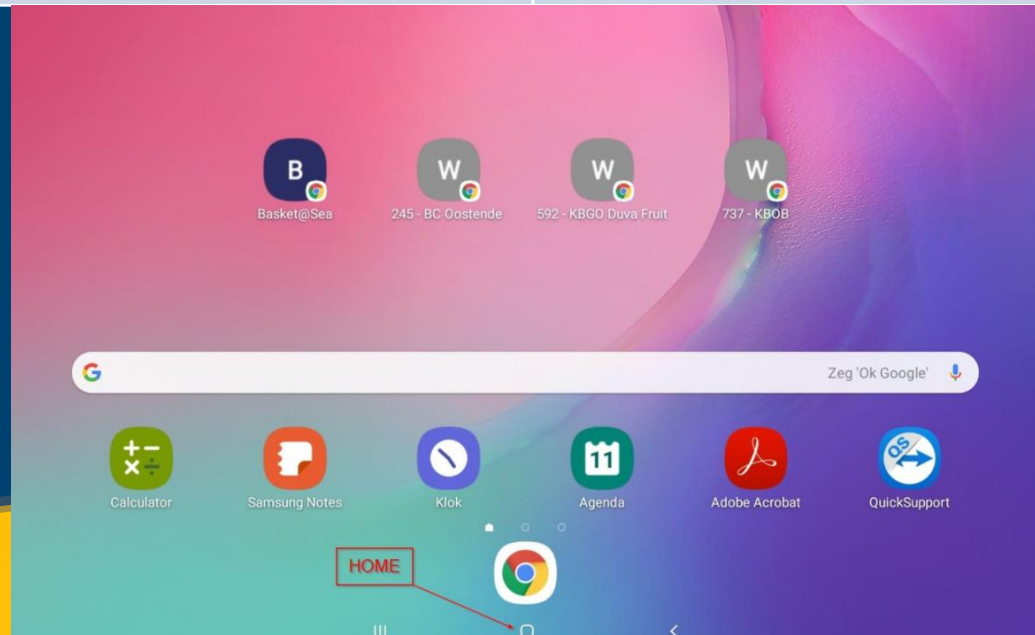 B
W
W
W
Basket@Sea
245 - BC Oostende
592 - KBGO Duva Fruit
737 - KBOB
G
Zeg 'Ok Google'
11
QS
Calculator
Samsung Notes
Klok
Agenda
Adobe Acrobat
QuickSupport
HOME